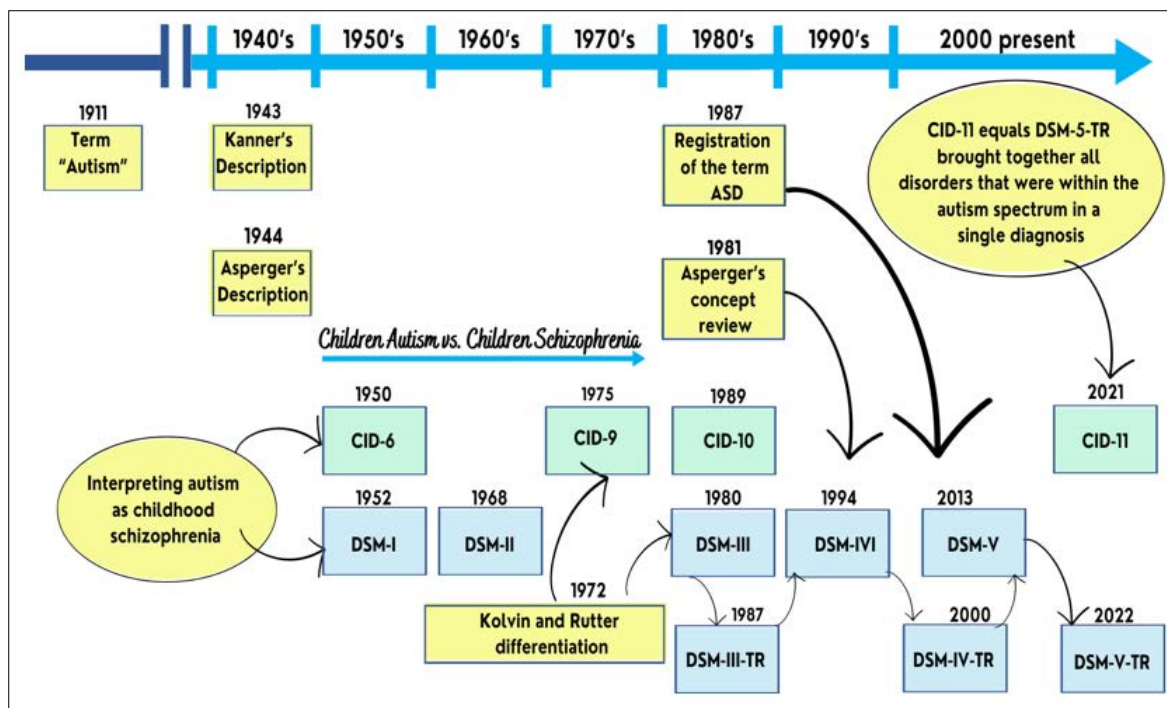 1940's
1950's
1960's
1970's
1980's
1990's
2000 present
1911
Term
"Autism"
1943
Kanner's
Description
1944
Asperger's
Description
1987
Registration
of the term
ASD
1981
Asperger's
concept
review
CID-11 equals DSM-5-TR
brought together all
disorders that were within the
autism spectrum in a
single diagnosis
Children Autism vs. Children Schizophrenia
1950
CID-6
1975
CID-9
1989
CID-10
2021
CID-11
Interpreting autism
as childhood
schizophrenia
1952
DSM-I
1968
DSM-II
1980
DSM-III
1994
DSM-IVI
2013
DSM-V
1972
Kolvin and Rutter
differentiation
1987
DSM-III-TR
2000
DSM-IV-TR
2022
DSM-V-TR